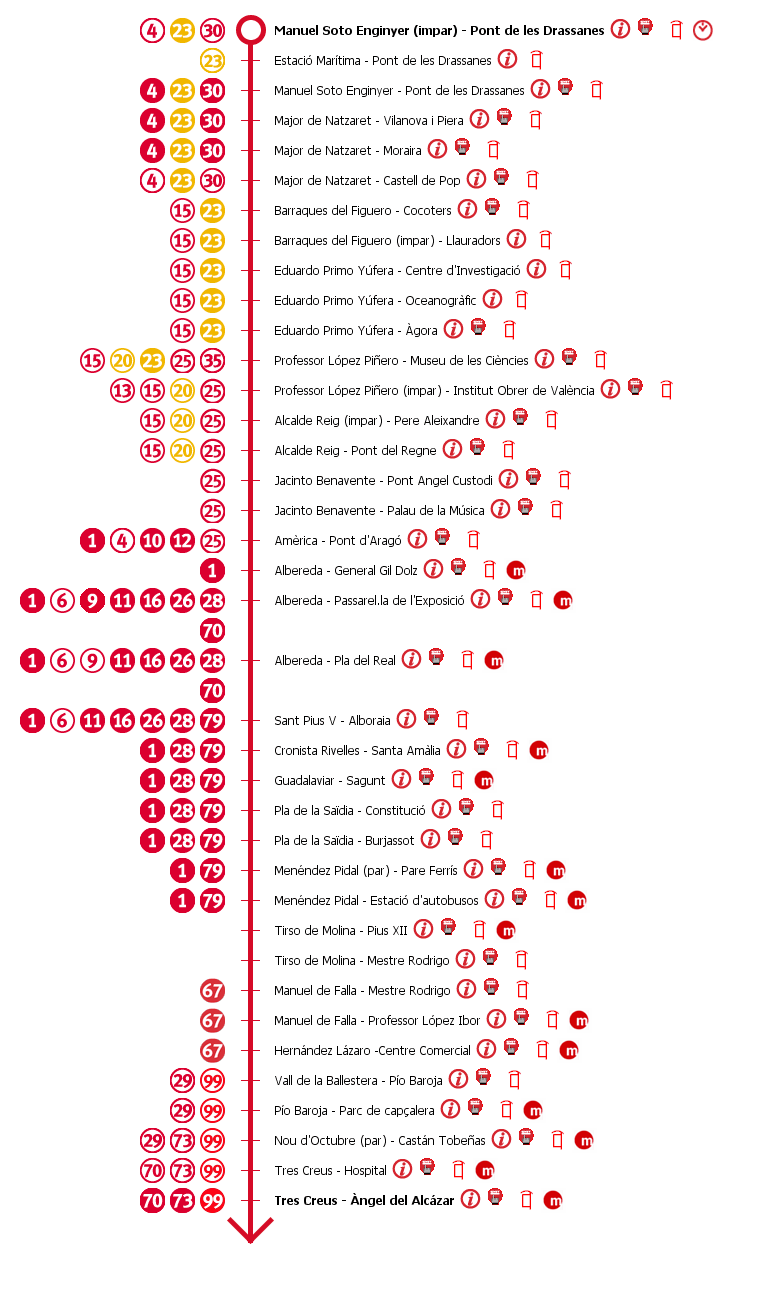 4 23 30 Manuel Soto Enginyer (impar) - Pont de les Drassanes
23 Estació Marítima - Pont de les Drassanes
4 23 30 Manuel Soto Enginyer - Pont de les Drassanes
4 23 30 Major de Natzaret - Vilanova i Piera
4 23 30 Major de Natzaret - Moraira
4 23 30 Major de Natzaret - Castell de Pop
15 23 Barraques del Figuero - Cocoters
15 23 Barraques del Figuero (impar) - Llauradors
15 23 Eduardo Primo Yúfera - Centre d'Investigació
15 23 Eduardo Primo Yúfera - Oceanogràfic
15 23 Eduardo Primo Yúfera - Àgora
15 20 23 25 35 Professor López Piñero - Museu de les Ciències
13 15 20 25 Professor López Piñero (impar) - Institut Obrer de València
15 20 25 Alcalde Reig (impar) - Pere Aleixandre
15 20 25 Alcalde Reig - Pont del Regne
25 Jacinto Benavente - Pont Angel Custodi
25 Jacinto Benavente - Palau de la Música
1 4 10 12 25 Amèrica - Pont d'Aragó
1 Albereda - General Gil Dolz m
1 6 9 11 16 26 28 Albereda - Passarel.la de l'Exposició m
70
1 6 9 11 16 26 28 Albereda - Pla del Real m
70
1 6 11 16 26 28 79 Sant Pius V - Alboraia
1 28 79 Cronista Rivelles - Santa Amàlia m
1 28 79 Guadalaviar - Sagunt m
1 28 79 Pla de la Saïdia - Constitució
1 28 79 Pla de la Saïdia - Burjassot
1 79 Menéndez Pidal (par) - Pare Ferrís m
1 79 Menéndez Pidal - Estació d'autobusos m
Tirso de Molina - Pius XII m
Tirso de Molina - Mestre Rodrigo
67 Manuel de Falla - Mestre Rodrigo
67 Manuel de Falla - Professor López Ibor m
67 Hernández Lázaro -Centre Comercial m
29 99 Vall de la Ballestera - Pío Baroja
29 99 Pío Baroja - Parc de capçalera m
29 73 99 Nou d'Octubre (par) - Castán Tobeñas m
70 73 99 Tres Creus - Hospital m
70 73 99 Tres Creus - Àngel del Alcázar m